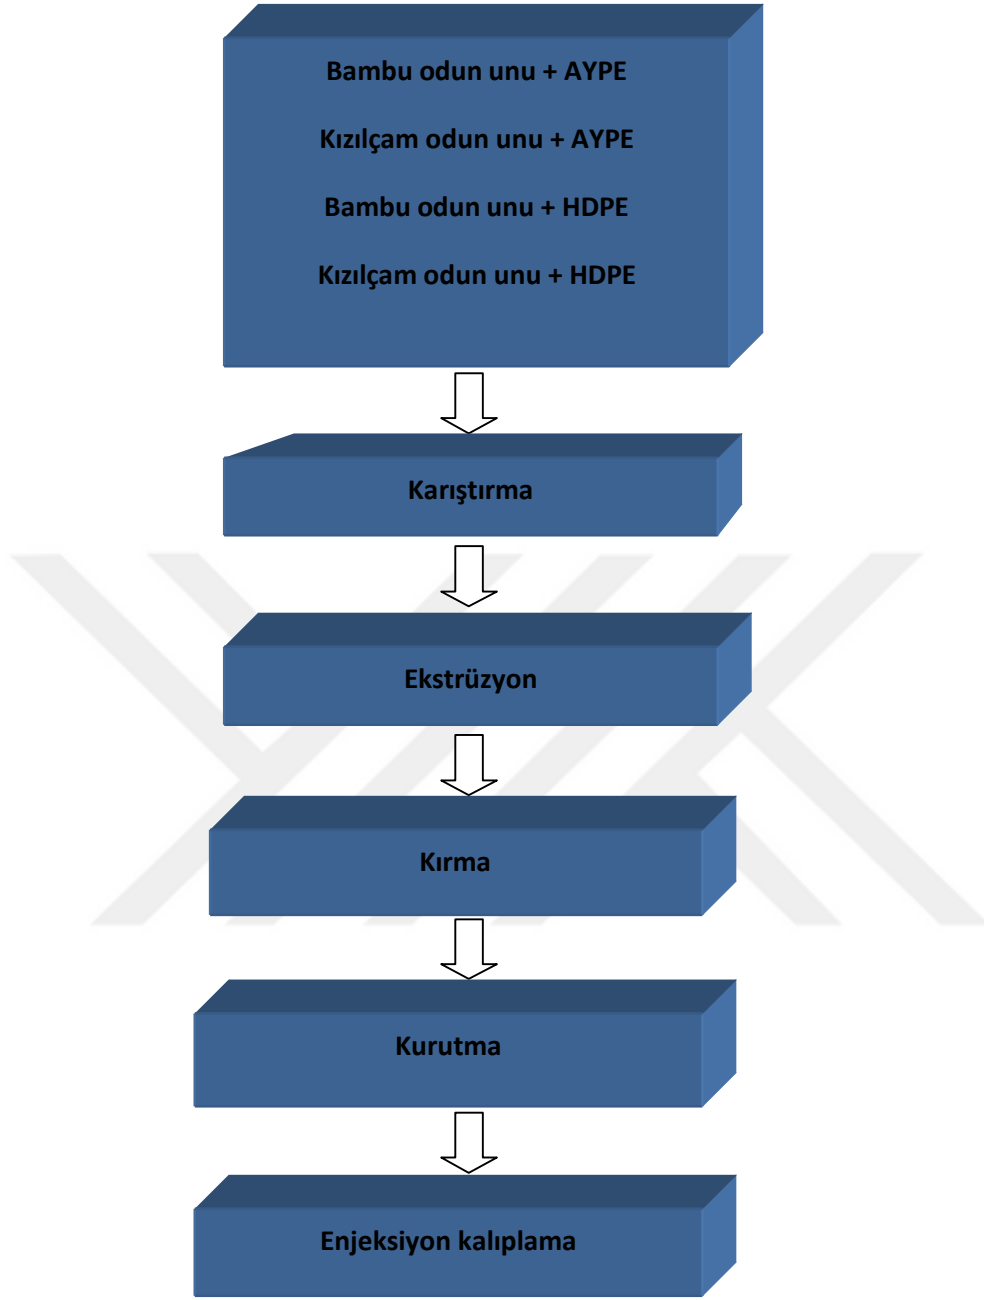 Bambu odun unu + AYPE
Kızılçam odun unu + AYPE
Bambu odun unu + HDPE
Kızılçam odun unu + HDPE
Karıştırma
Ekstrüzyon
Kırma
Kurutma
Enjeksiyon kalıplama